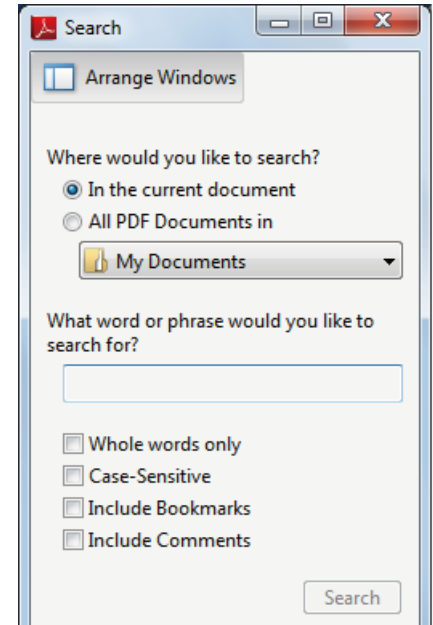 Search
Arrange Windows
Where would you like to search?
In the current document
All PDF Documents in
My Documents
What word or phrase would you like to
search for?
Whole words only
Case-Sensitive
Include Bookmarks
Include Comments
Search